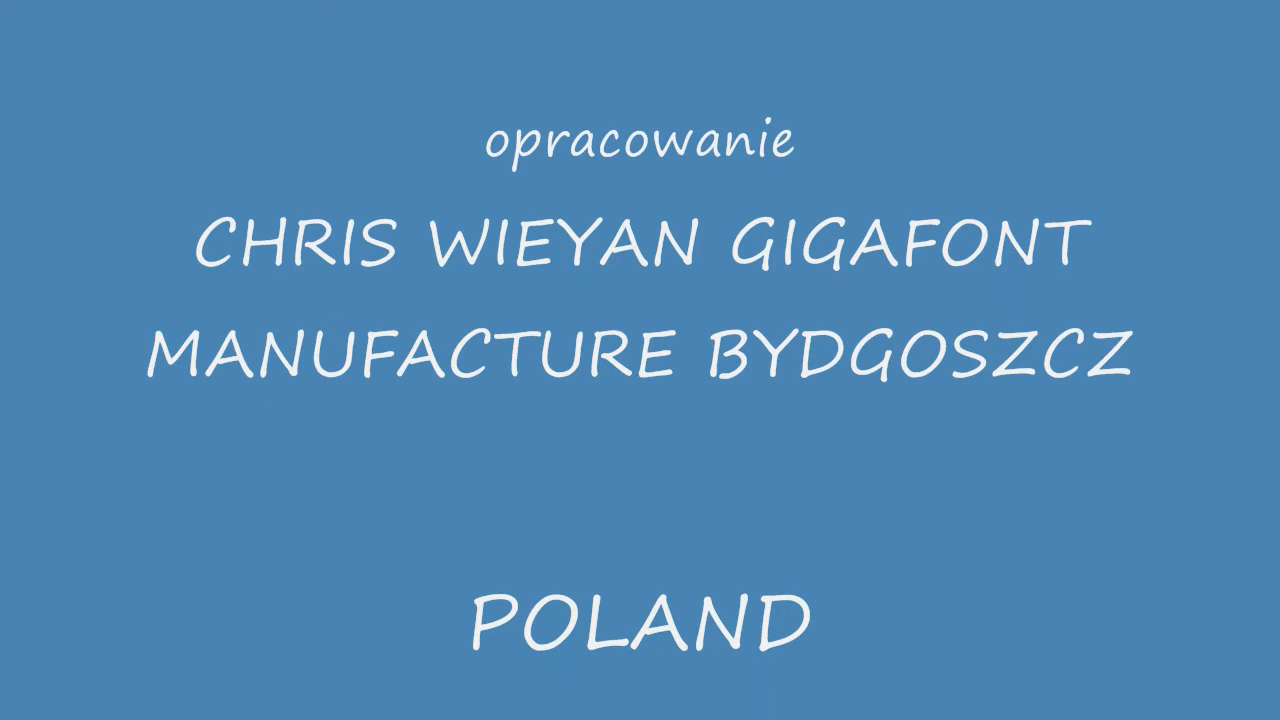 opracowanie
CHRIS WIEYAN GIGAFONT
MANUFACTURE BYDGOSZCZ
POLAND